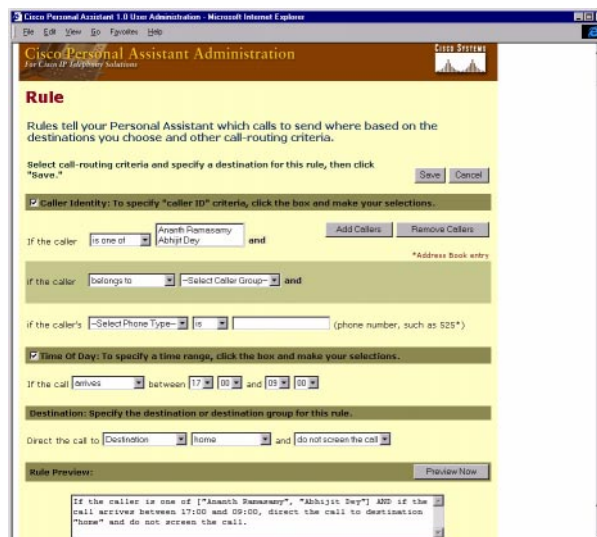 Cisco Personal Assistant 1.0 User Administration - Microsoft Internet Explorer
File Edit View Go Favorites Help
Cisco Personal Assistant Administration
For Cisco IP Telephony Solutions
CISCO SYSTEMS
Rule
Rules tell your Personal Assistant which calls to send where based on the
destinations you choose and other call-routing criteria.
Select call-routing criteria and specify a destination for this rule, then click
"Save."
Save Cancel
Caller Identity: To specify "caller ID" criteria, click the box and make your selections.
If the caller is one of Ananth Ramasamy
Abhijit Dey and Add Callers Remove Callers
*Address Book entry
if the caller belongs to --Select Caller Group-- and
if the caller's --Select Phone Type-- is (phone number, such as 525*)
Time Of Day: To specify a time range, click the box and make your selections.
If the call arrives between 17 00 and 09 00
Destination: Specify the destination or destination group for this rule.
Direct the call to Destination home and do not screen the call
Rule Preview: Preview Now
If the caller is one of ["Ananth Ramasamy", "Abhijit Dey"] AND if the
call arrives between 17:00 and 09:00, direct the call to destination
"home" and do not screen the call.